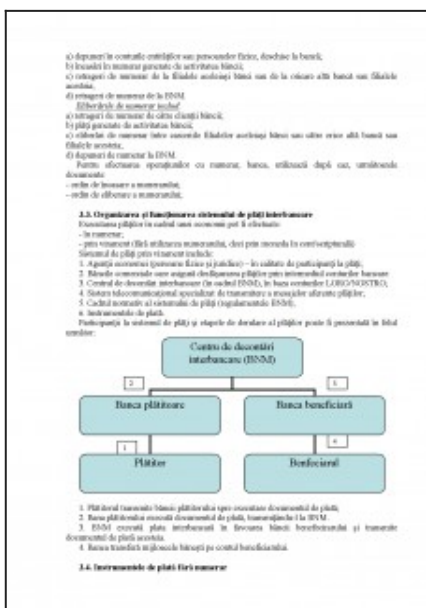 a) depuneri în conturile entităților sau persoanelor fizice, deschise la bancă;
b) încasări în numerar generate de activitatea băncii;
c) retrageri de numerar de la filialele aceleiași bănci sau de la oricare altă bancă sau filialele
acesteia;
d) retrageri de numerar de la BNM.
Eliberările de numerar includ
a) retrageri de numerar de către clienții băncii;
b) plăți generate de activitatea băncii;
c) eliberări de numerar între casieriile filialelor aceleiași bănci sau către orice altă bancă sau
filialele acesteia;
d) depuneri de numerar la BNM.
Pentru efectuarea operațiunilor cu numerar, banca, utilizează după caz, următoarele
documente:
- ordin de încasare a numerarului;
- ordin de eliberare a numerarului;
3.3. Organizarea și funcționarea sistemului de plăți interbancare
Executarea plăților în cadrul unei economii pot fi efectuate:
- în numerar;
- prin virament (fără utilizarea numerarului, deci prin moneda în cont/scripturală)
Sistemul de plăți prin virament include:
1. Agenții economici (persoane fizice și juridice) – în calitate de participanți la plăți;
2. Băncile comerciale care asigură desfășurarea plăților prin intermediul conturilor bancare
3. Centrul de decontări interbancare (în cadrul BNM), în baza conturilor LORO/NOSTRO;
4. Sistem telecomunicațional specializat de transmitere a mesajelor aferente plăților;
5. Cadrul normativ al sistemului de plăți (regulamentele BNM);
6. Instrumentele de plată.
Participanții la sistemul de plăți și etapele de derulare al plăților poate fi prezentată în felul
următor:
Centru de decontări
interbancare (BNM)
2. 3.
Banca plătitoare Banca beneficiară
1. 4.
Plătitor Benfeciarul
1. Plătitorul transmite băncii plătitorului spre executare documentul de plată;
2. Banca plătitorului execută documentul de plată, transmițându-l la BNM.
3. BNM execută plata interbancară în favoarea băncii beneficiarului și transmite
documentul de plată acesteia.
4. Banca transferă mijloacele bănești pe contul beneficiarului.
3.4. Instrumentele de plată fără numerar